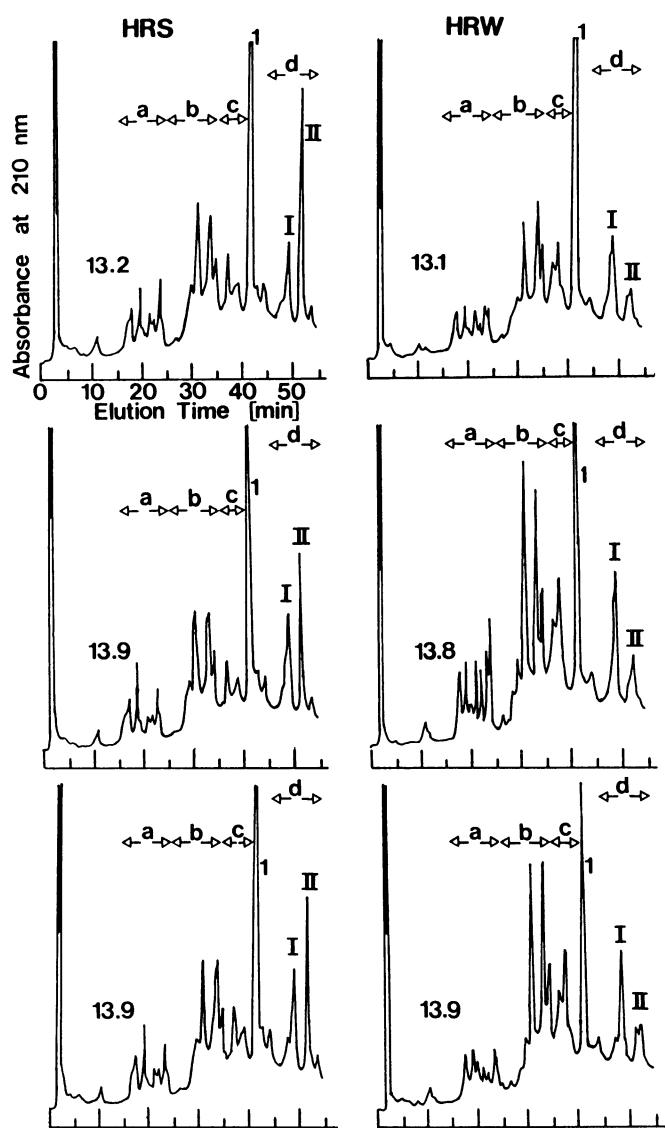 HRS
HRW
Absorbance at 210 nm
1
d
a b c
II
I
13.2
0 10 20 30 40 50
Elution Time [min]
1
d
a b c
I
II
13.1
d
a b c
1
II
I
13.9
d
a b c
1
I
II
13.8
d
a b c
1
II
I
13.9
d
a b c
1
I
II
13.9